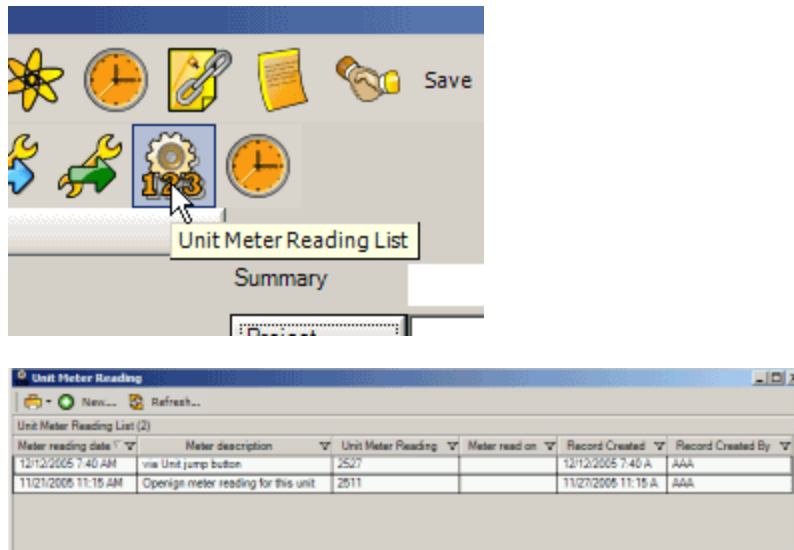 Save
123
Unit Meter Reading List
Summary
Project
Unit Meter Reading
New... Refresh...
Unit Meter Reading List (2)
Meter reading date Meter description Unit Meter Reading Meter read on Record Created Record Created By
12/12/2005 7:40 AM via Unit jump button 2527 12/12/2005 7:40 A AAA
11/21/2005 11:15 AM Openign meter reading for this unit 2511 11/27/2005 11:15 A AAA